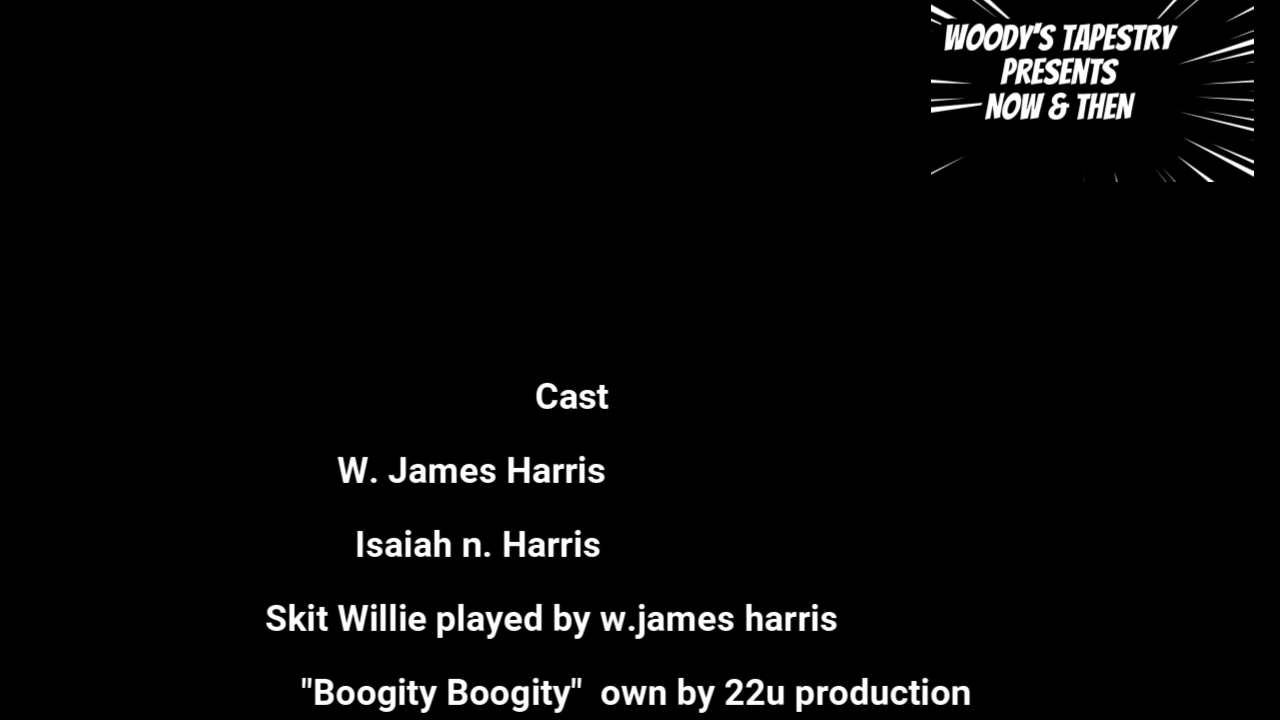 WOODY'S TAPESTRY
PRESENTS
NOW & THEN
Cast
W. James Harris
Isaiah n. Harris
Skit Willie played by w.james harris
"Boogity Boogity"  own by 22u production